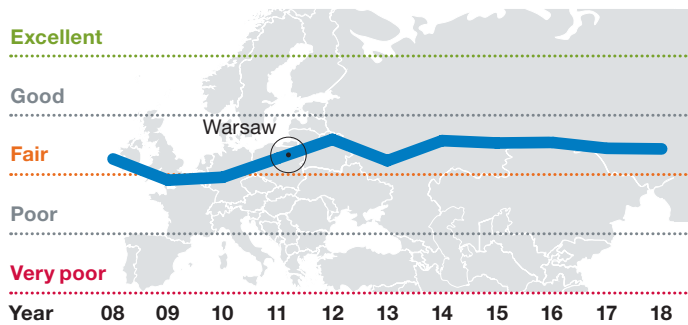 Excellent
Good
Warsaw
Fair
Poor
Very poor
Year 08 09 10 11 12 13 14 15 16 17 18